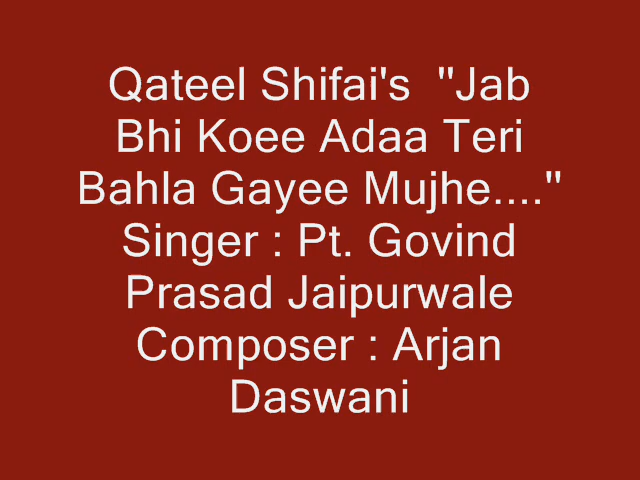 Qateel Shifai's  "Jab
Bhi Koee Adaa Teri
Bahla Gayee Mujhe...."
Singer : Pt. Govind
Prasad Jaipurwale
Composer : Arjan
Daswani